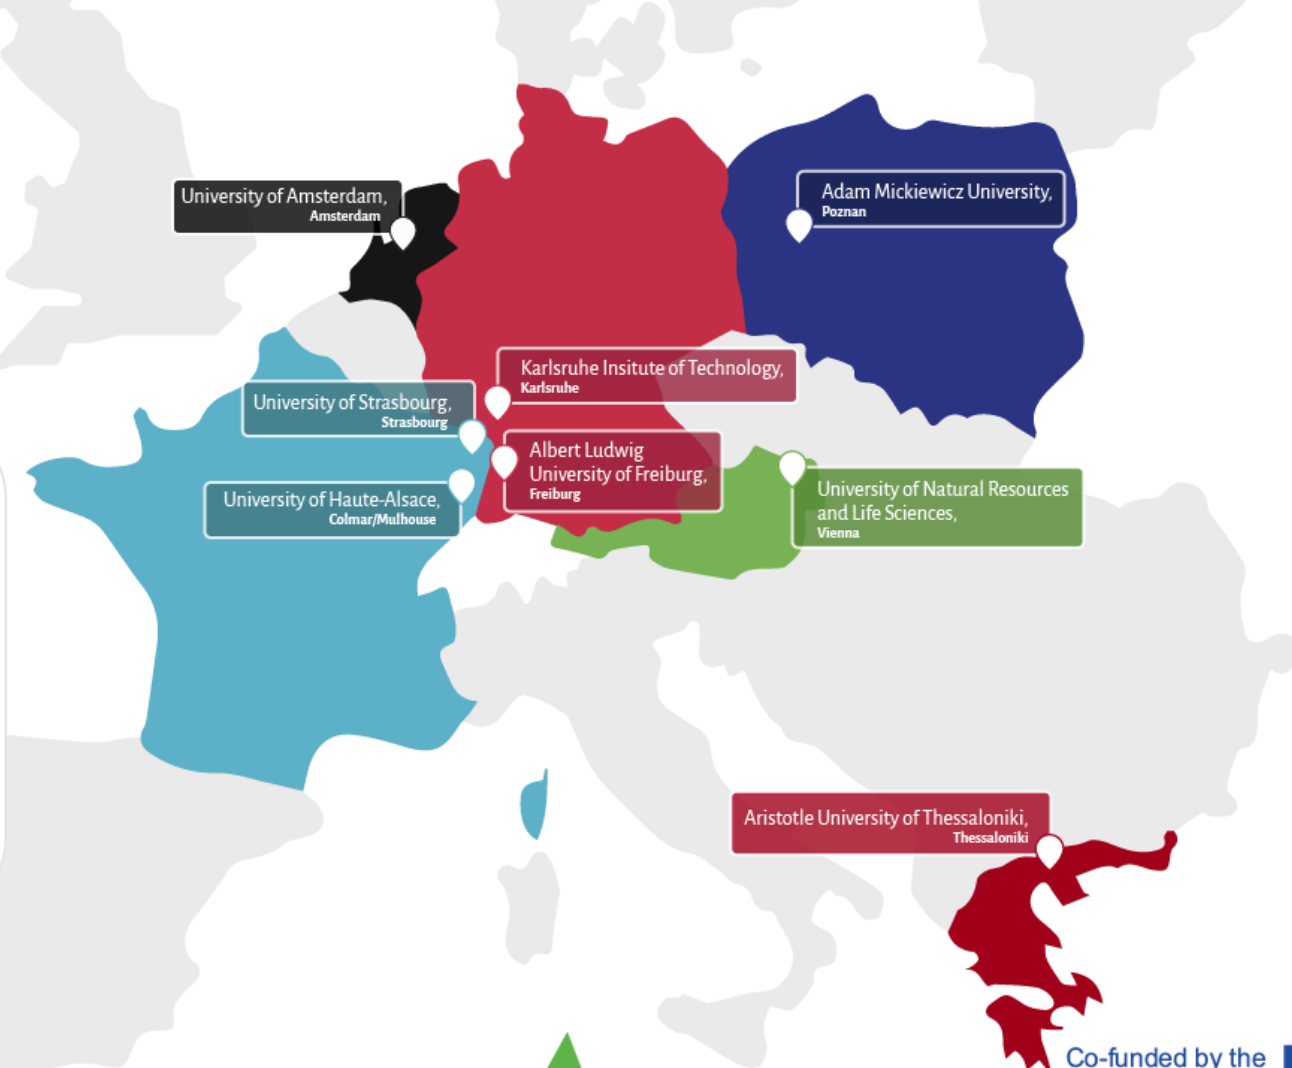 University of Amsterdam,
Amsterdam
Adam Mickiewicz University,
Poznan
Karlsruhe Insitute of Technology,
Karlsruhe
University of Strasbourg,
Strasbourg
Albert Ludwig
University of Freiburg,
Freiburg
University of Haute-Alsace,
Colmar/Mulhouse
University of Natural Resources
and Life Sciences,
Vienna
Aristotle University of Thessaloniki,
Thessaloniki
Co-funded by the